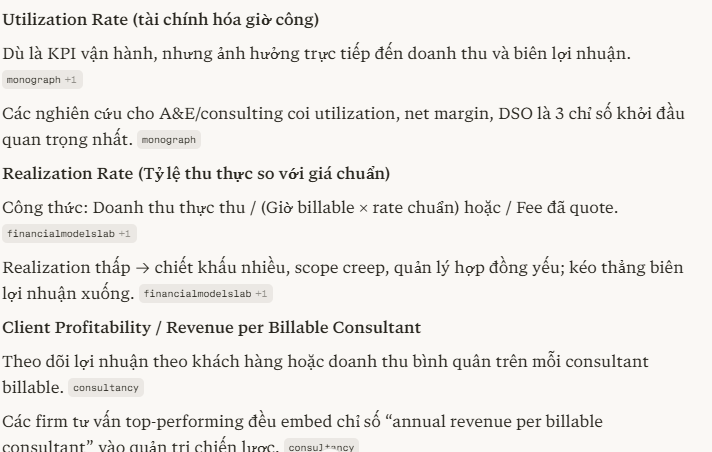 Utilization Rate (tài chính hóa giờ công)
Dù là KPI vận hành, nhưng ảnh hưởng trực tiếp đến doanh thu và biên lợi nhuận.
monograph +1
Các nghiên cứu cho A&E/consulting coi utilization, net margin, DSO là 3 chỉ số khởi đầu
quan trọng nhất. monograph
Realization Rate (Tỷ lệ thu thực so với giá chuẩn)
Công thức: Doanh thu thực thu / (Giờ billable × rate chuẩn) hoặc / Fee đã quote.
financialmodelslab +1
Realization thấp → chiết khấu nhiều, scope creep, quản lý hợp đồng yếu; kéo thẳng biên
lợi nhuận xuống. financialmodelslab +1
Client Profitability / Revenue per Billable Consultant
Theo dõi lợi nhuận theo khách hàng hoặc doanh thu bình quân trên mỗi consultant
billable. consultancy
Các firm tư vấn top-performing đều embed chỉ số “annual revenue per billable
consultant” vào quản trị chiến lược. consultancy